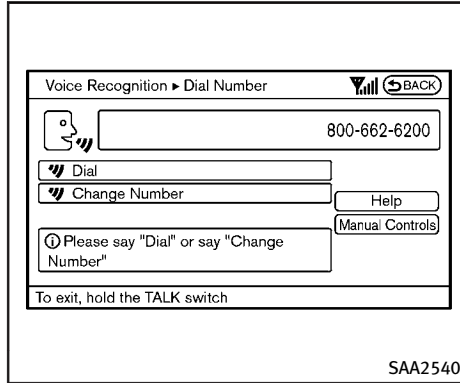 Voice Recognition ▸ Dial Number
BACK
800-662-6200
Dial
Change Number
Help
Manual Controls
Please say "Dial" or say "Change
Number"
To exit, hold the TALK switch
SAA2540